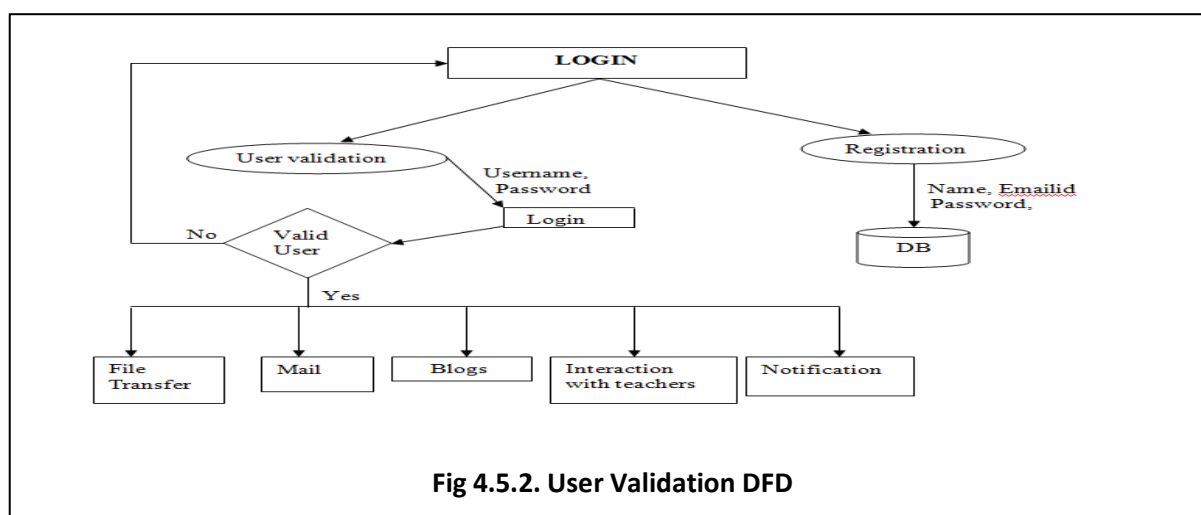 LOGIN
User validation
Registration
Username,
Password
Name, Emailid
Password,
Login
No
Valid
User
DB
Yes
File
Transfer
Mail
Blogs
Interaction
with teachers
Notification
Fig 4.5.2. User Validation DFD